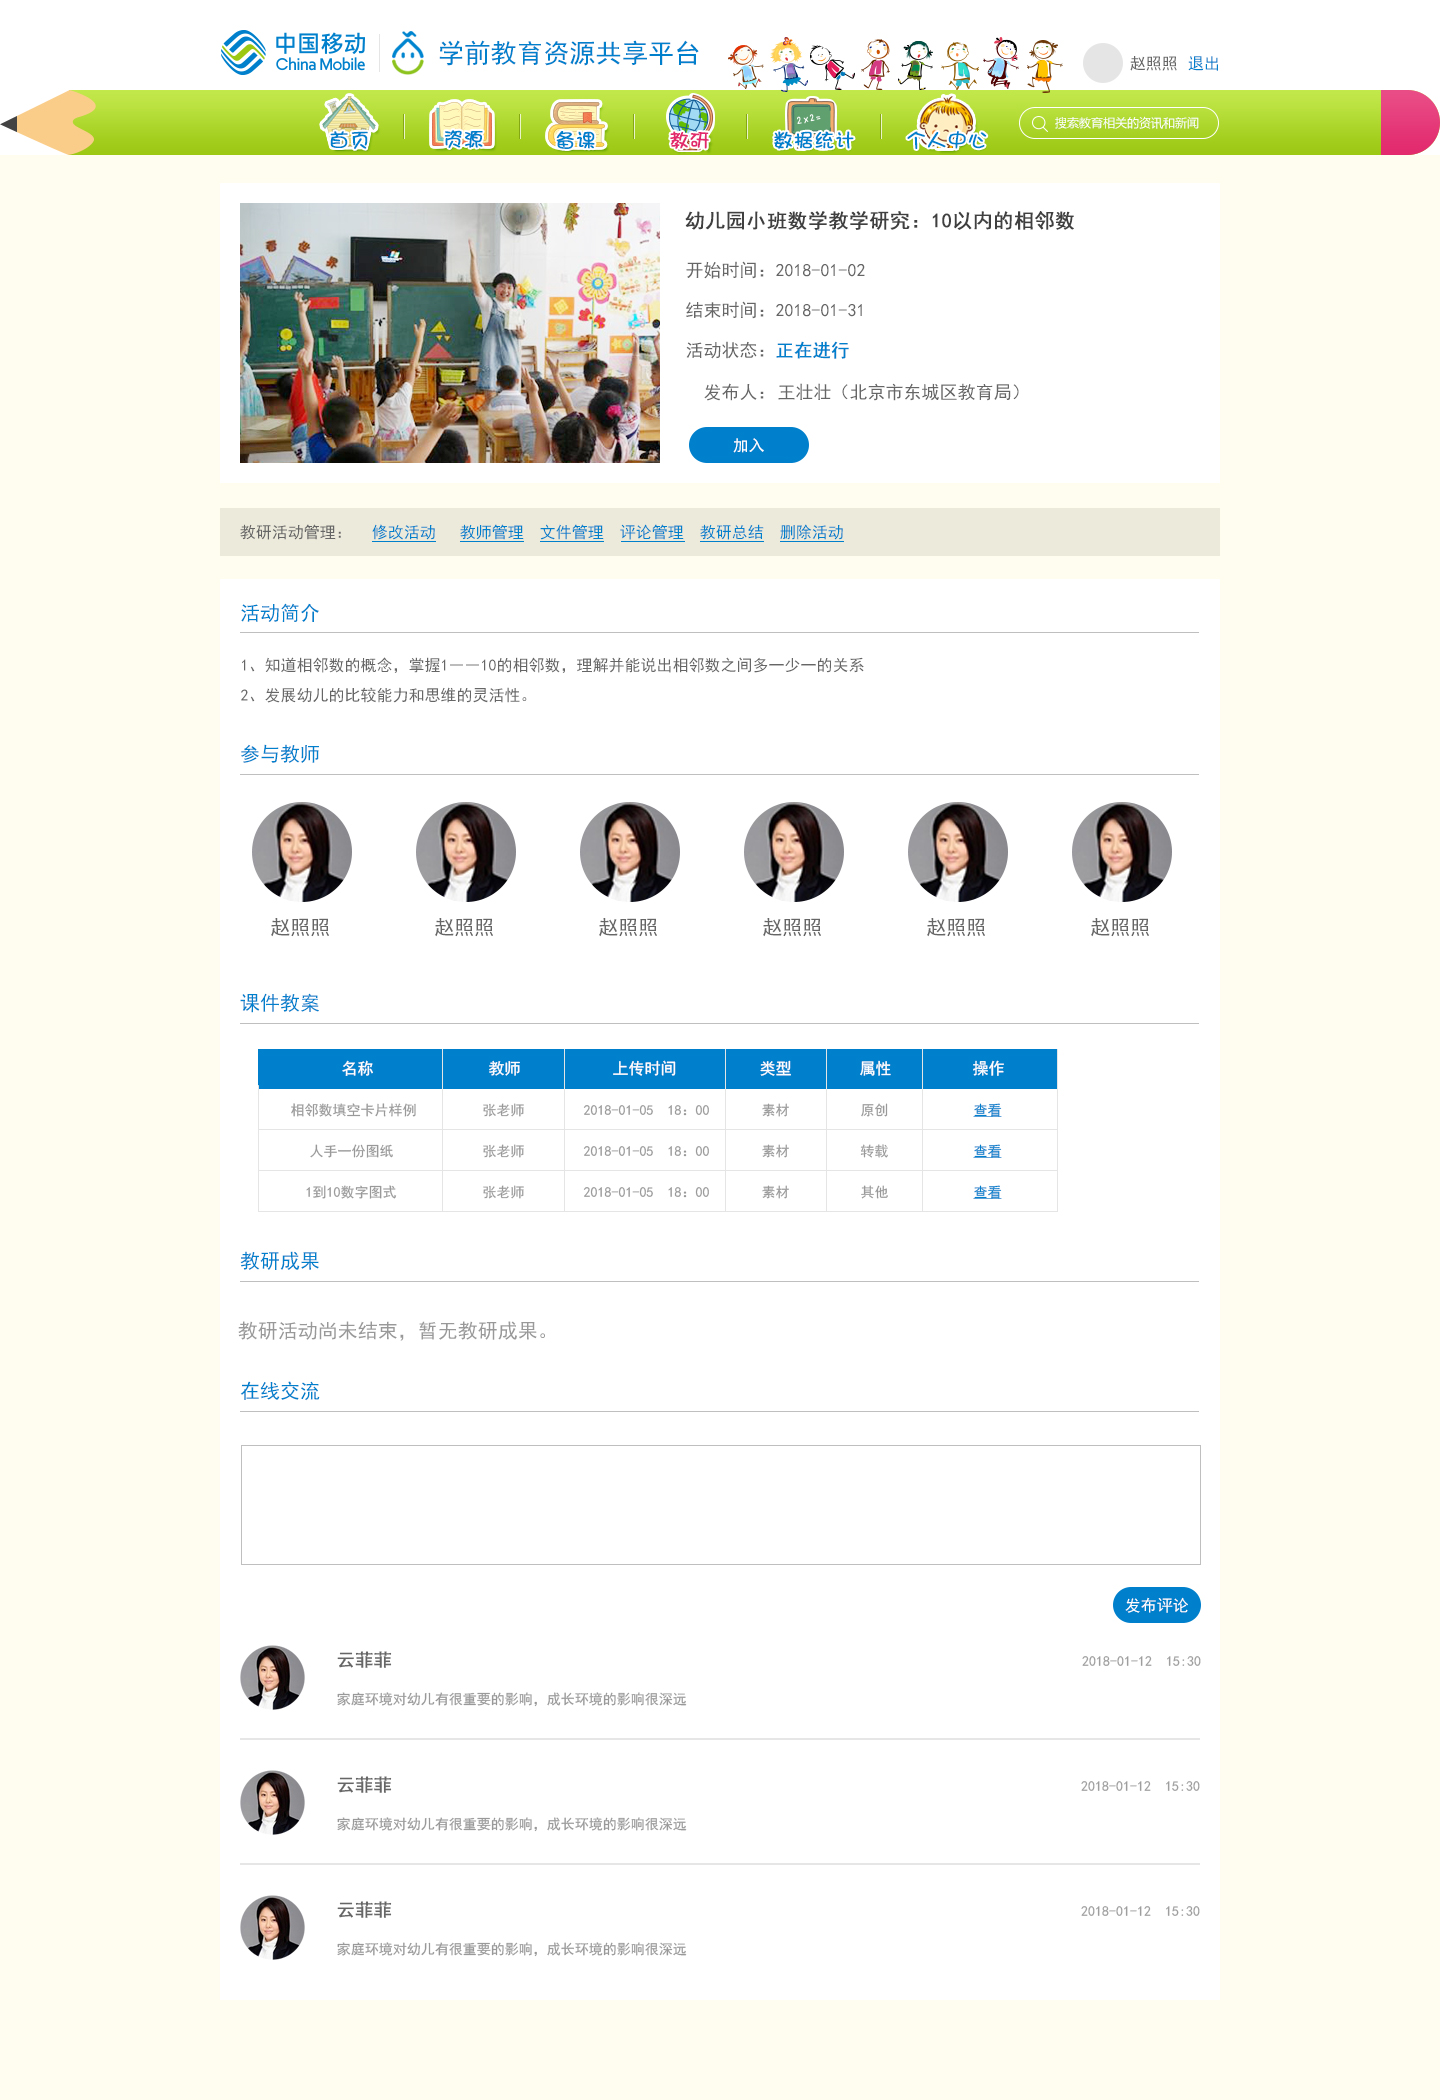 中国移动
China Mobile
学前教育资源共享平台
赵照照 退出
首页 资源 备课 教研 数据统计 个人中心 搜索教育相关的资讯和新闻
2x2=
幼儿园小班数学教学研究：10以内的相邻数
开始时间：2018-01-02
结束时间：2018-01-31
活动状态：正在进行
发布人：王壮壮（北京市东城区教育局）
加入
教研活动管理： 修改活动 教师管理 文件管理 评论管理 教研总结 删除活动
活动简介
1、知道相邻数的概念，掌握1——10的相邻数，理解并能说出相邻数之间多一少一的关系
2、发展幼儿的比较能力和思维的灵活性。
参与教师
赵照照 赵照照 赵照照 赵照照 赵照照 赵照照
课件教案
名称 教师 上传时间 类型 属性 操作
相邻数填空卡片样例 张老师 2018-01-05 18：00 素材 原创 查看
人手一份图纸 张老师 2018-01-05 18：00 素材 转载 查看
1到10数字图式 张老师 2018-01-05 18：00 素材 其他 查看
教研成果
教研活动尚未结束，暂无教研成果。
在线交流
发布评论
云菲菲 2018-01-12 15:30
家庭环境对幼儿有很重要的影响，成长环境的影响很深远
云菲菲 2018-01-12 15:30
家庭环境对幼儿有很重要的影响，成长环境的影响很深远
云菲菲 2018-01-12 15:30
家庭环境对幼儿有很重要的影响，成长环境的影响很深远